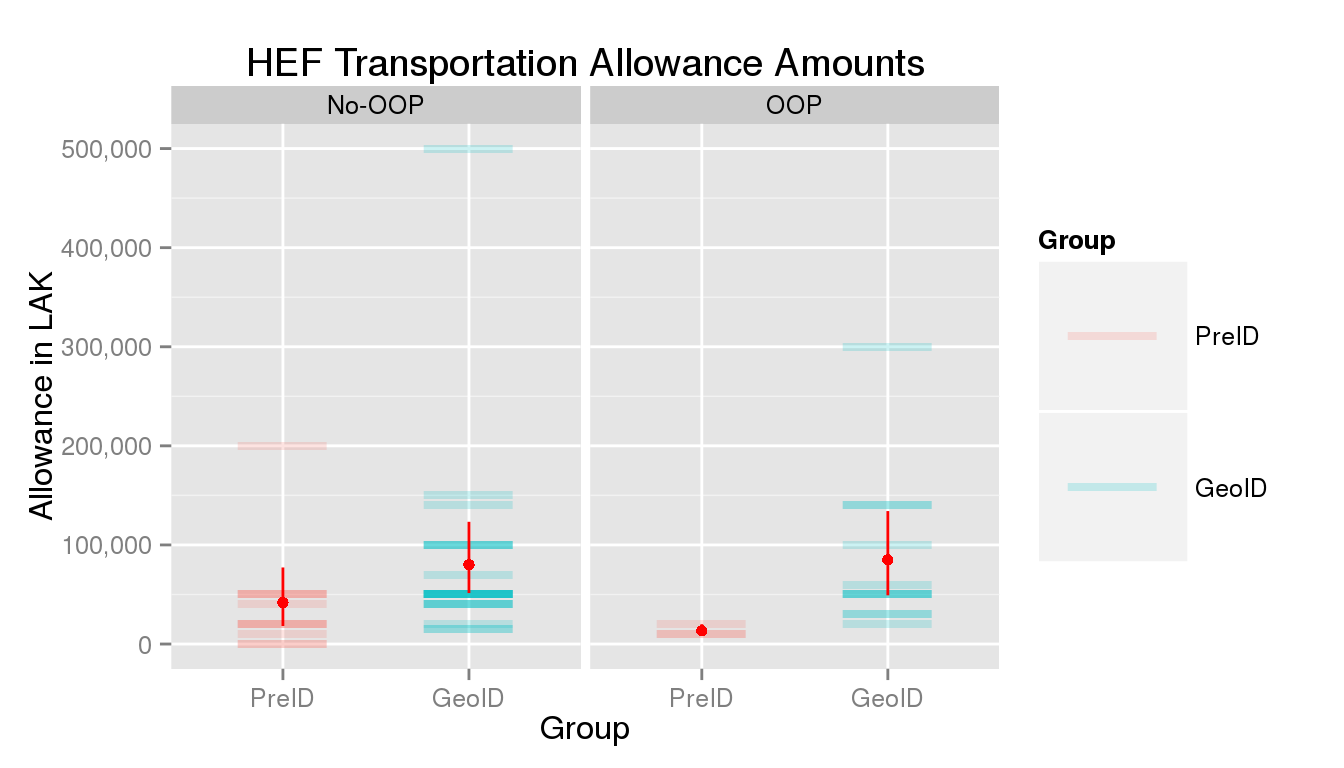 HEF Transportation Allowance Amounts
No-OOP
OOP
Allowance in LAK
500,000
400,000
300,000
200,000
100,000
0
PreID
GeoID
PreID
GeoID
Group
Group
PreID
GeoID